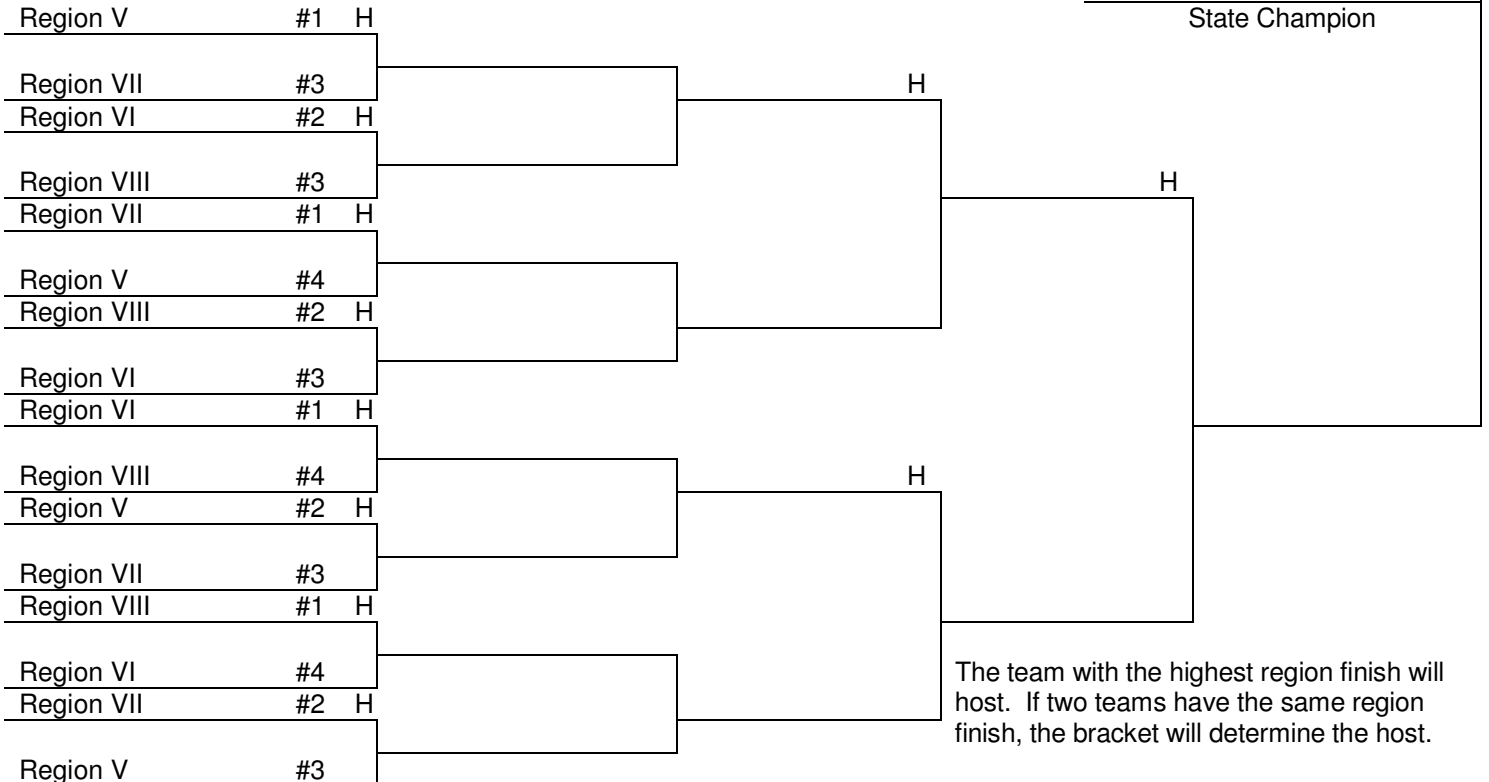 Region V #1 H
State Champion
Region VII #3
H
Region VI #2 H
Region VIII #3
H
Region VII #1 H
Region V #4
Region VIII #2 H
Region VI #3
Region VI #1 H
Region VIII #4
H
Region V #2 H
Region VII #3
Region VIII #1 H
Region VI #4
Region VII #2 H
Region V #3
The team with the highest region finish will
host. If two teams have the same region
finish, the bracket will determine the host.